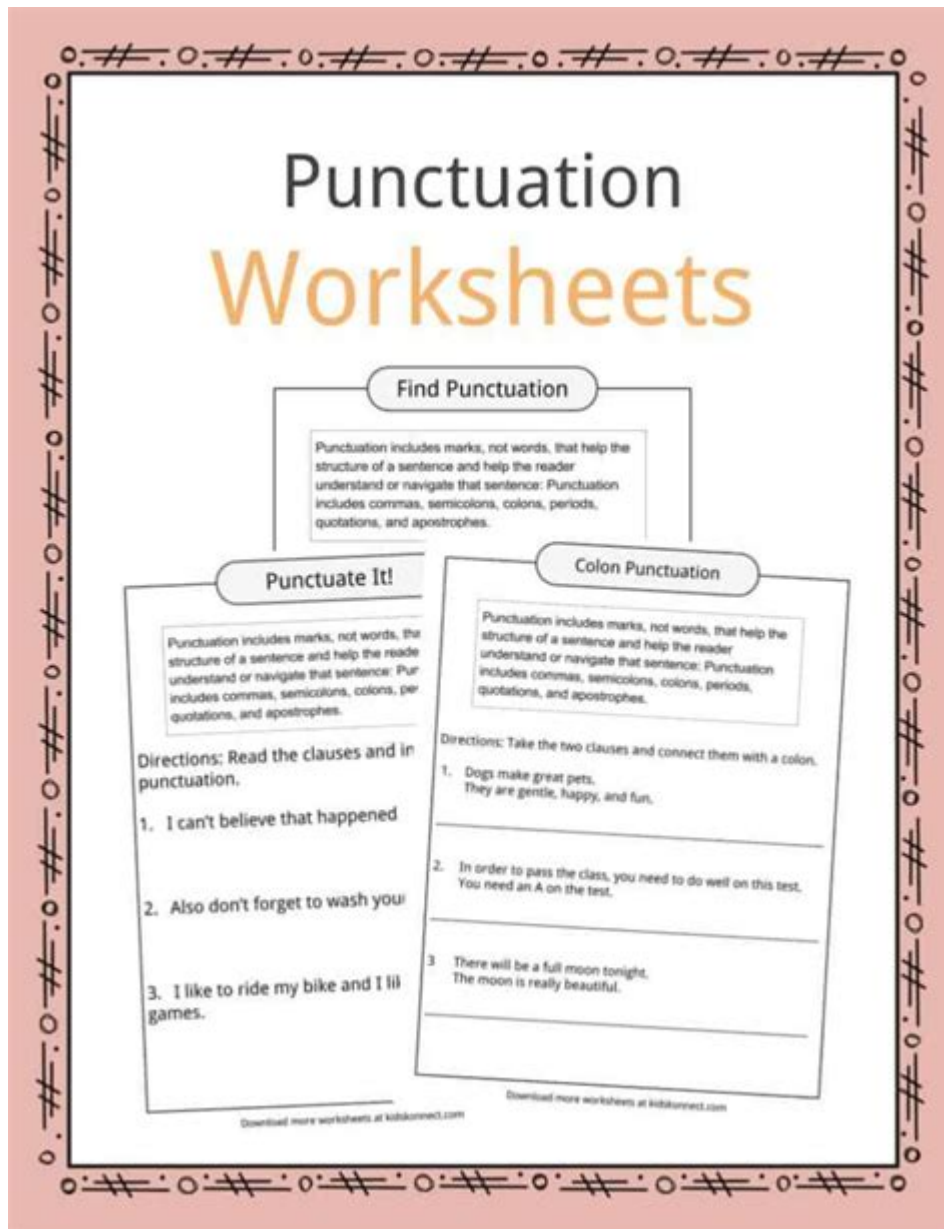 Punctuation
Worksheets
Find Punctuation
Punctuation includes marks, not words, that help the
structure of a sentence and help the reader
understand or navigate that sentence: Punctuation
includes commas, semicolons, colons, periods,
quotations, and apostrophes.
Punctuate It!
Punctuation includes marks, not words,
structure of a sentence and help the
understand or navigate that sentence:
includes commas, semicolons, colons,
quotations, and apostrophes.
Directions: Read the clauses and
punctuation.
1. I can't believe that happened
2. Also don't forget to wash
3. I like to ride my bike and I
games.
Download more worksheets at kidskonnect.com
Colon Punctuation
Punctuation includes marks, not words, that help the
structure of a sentence and help the reader
understand or navigate that sentence: Punctuation
includes commas, semicolons, colons, periods,
quotations, and apostrophes.
Directions: Take the two clauses and connect them with a colon.
1. Dogs make great pets.
They are gentle, happy, and fun.
2. In order to pass the class, you need to do well on this test.
You need an A on the test.
3 There will be a full moon tonight.
The moon is really beautiful.
Download more worksheets at kidskonnect.com